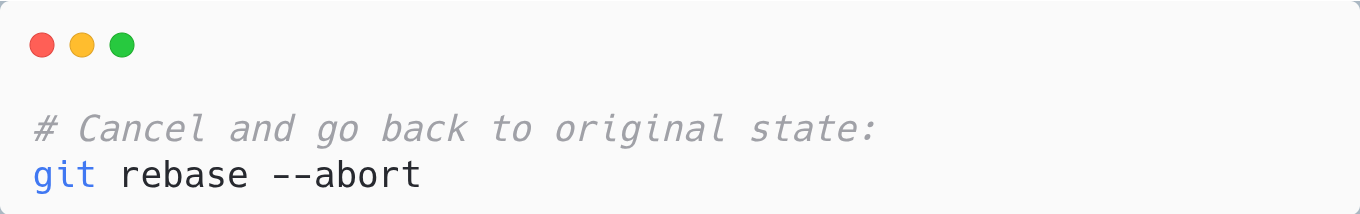 # Cancel and go back to original state:
git rebase --abort